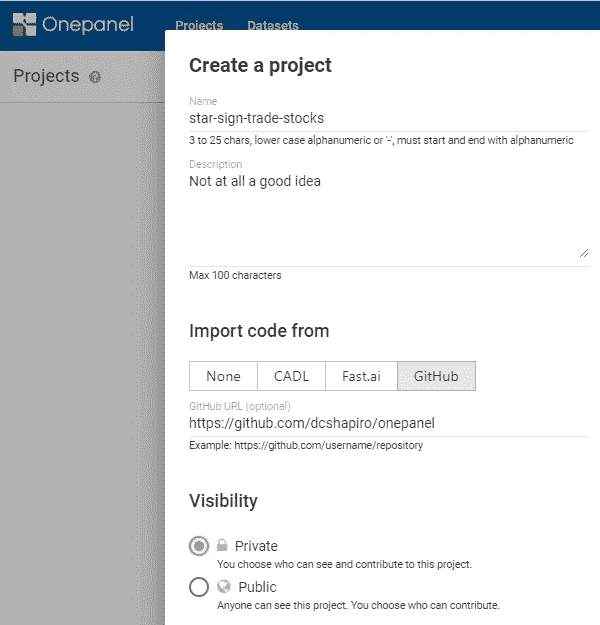 Onepanel Projects Datasets
Projects ?
Create a project
Name
star-sign-trade-stocks
3 to 25 chars, lower case alphanumeric or '-', must start and end with alphanumeric
Description
Not at all a good idea
Max 100 characters
Import code from
None CADL Fast.ai GitHub
GitHub URL (optional)
https://github.com/dcshapiro/onepanel
Example: https://github.com/username/repository
Visibility
Private
You choose who can see and contribute to this project.
Public
Anyone can see this project. You choose who can contribute.